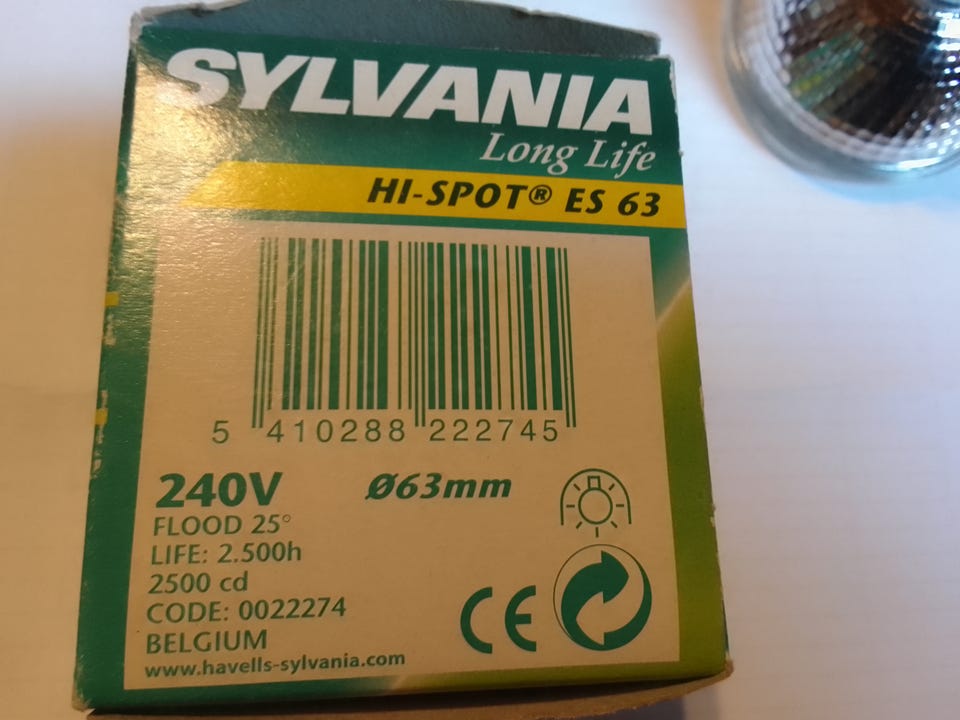 SYLVANIA
Long Life
HI-SPOT® ES 63
5 410288 222745
240V Ø63mm
FLOOD 25°
LIFE: 2.500h
2500 cd
CODE: 0022274
BELGIUM
www.havells-sylvania.com
CE